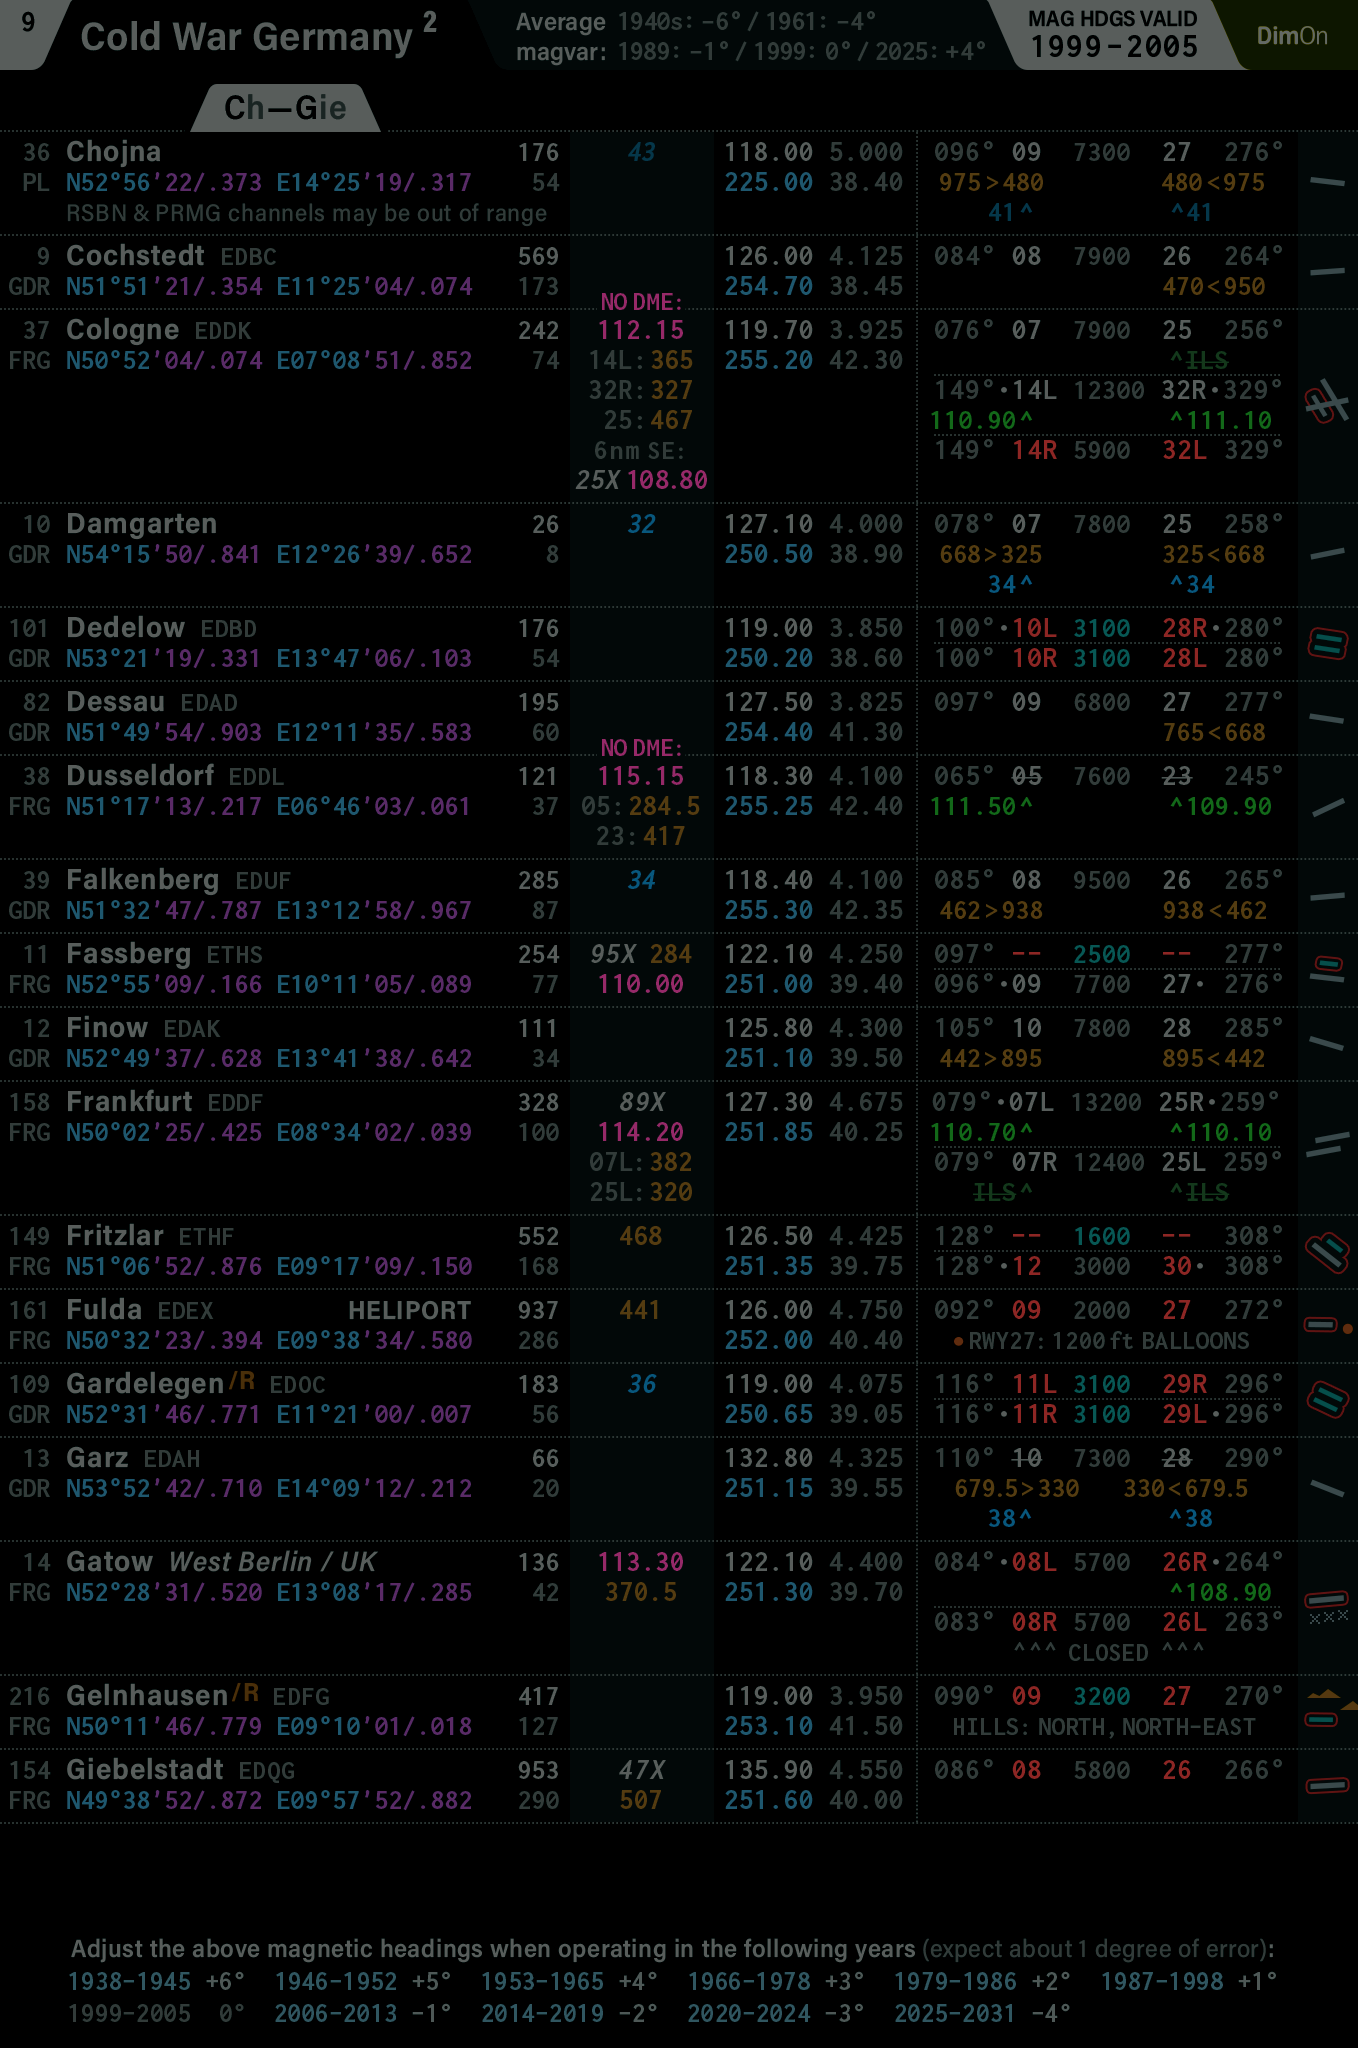 9 Cold War Germany 2 Average 1940s: -6° / 1961: -4° MAG HDGS VALID DimOn
magvar: 1989: -1° / 1999: 0° / 2025: +4° 1999-2005
Ch—Gie
36 Chojna 176 43 118.00 5.000 096° 09 7300 27 276°
PL N52°56'22/.373 E14°25'19/.317 54 225.00 38.40 975>480 480<975
RSBN & PRMG channels may be out of range 41^ ^41
9 Cochstedt EDBC 569 126.00 4.125 084° 08 7900 26 264°
GDR N51°51'21/.354 E11°25'04/.074 173 254.70 38.45 470<950
NO DME:
37 Cologne EDDK 242 112.15 119.70 3.925 076° 07 7900 25 256°
FRG N50°52'04/.074 E07°08'51/.852 74 14L: 365 255.20 42.30 ^ILS
32R: 327 149°•14L 12300 32R•329°
25: 467 110.90^ ^111.10
6nm SE: 149° 14R 5900 32L 329°
25X 108.80
10 Damgarten 26 32 127.10 4.000 078° 07 7800 25 258°
GDR N54°15'50/.841 E12°26'39/.652 8 250.50 38.90 668>325 325<668
34^ ^34
101 Dedelow EDBD 176 119.00 3.850 100°•10L 3100 28R•280°
GDR N53°21'19/.331 E13°47'06/.103 54 250.20 38.60 100° 10R 3100 28L 280°
82 Dessau EDAD 195 127.50 3.825 097° 09 6800 27 277°
GDR N51°49'54/.903 E12°11'35/.583 60 254.40 41.30 765<668
NO DME:
38 Dusseldorf EDDL 121 115.15 118.30 4.100 065° 05 7600 23 245°
FRG N51°17'13/.217 E06°46'03/.061 37 05: 284.5 255.25 42.40 111.50^ ^109.90
23: 417
39 Falkenberg EDUF 285 34 118.40 4.100 085° 08 9500 26 265°
GDR N51°32'47/.787 E13°12'58/.967 87 255.30 42.35 462>938 938<462
11 Fassberg ETHS 254 95X 284 122.10 4.250 097° -- 2500 -- 277°
FRG N52°55'09/.166 E10°11'05/.089 77 110.00 251.00 39.40 096°•09 7700 27• 276°
12 Finow EDAK 111 125.80 4.300 105° 10 7800 28 285°
GDR N52°49'37/.628 E13°41'38/.642 34 251.10 39.50 442>895 895<442
158 Frankfurt EDDF 328 89X 127.30 4.675 079°•07L 13200 25R•259°
FRG N50°02'25/.425 E08°34'02/.039 100 114.20 251.85 40.25 110.70^ ^110.10
07L: 382 079° 07R 12400 25L 259°
25L: 320 ILS^ ^ILS
149 Fritzlar ETHF 552 468 126.50 4.425 128° -- 1600 -- 308°
FRG N51°06'52/.876 E09°17'09/.150 168 251.35 39.75 128°•12 3000 30• 308°
161 Fulda EDEX HELIPORT 937 441 126.00 4.750 092° 09 2000 27 272°
FRG N50°32'23/.394 E09°38'34/.580 286 252.00 40.40 •RWY27: 1200 ft BALLOONS
109 Gardelegen/R EDOC 183 36 119.00 4.075 116° 11L 3100 29R 296°
GDR N52°31'46/.771 E11°21'00/.007 56 250.65 39.05 116°•11R 3100 29L•296°
13 Garz EDAH 66 132.80 4.325 110° 10 7300 28 290°
GDR N53°52'42/.710 E14°09'12/.212 20 251.15 39.55 679.5>330 330<679.5
38^ ^38
14 Gatow West Berlin / UK 136 113.30 122.10 4.400 084°•08L 5700 26R•264°
FRG N52°28'31/.520 E13°08'17/.285 42 370.5 251.30 39.70 ^108.90
083° 08R 5700 26L 263°
^^^ CLOSED ^^^
216 Gelnhausen/R EDFG 417 119.00 3.950 090° 09 3200 27 270°
FRG N50°11'46/.779 E09°10'01/.018 127 253.10 41.50 HILLS: NORTH, NORTH-EAST
154 Giebelstadt EDQG 953 47X 135.90 4.550 086° 08 5800 26 266°
FRG N49°38'52/.872 E09°57'52/.882 290 507 251.60 40.00
Adjust the above magnetic headings when operating in the following years (expect about 1 degree of error):
1938-1945 +6° 1946-1952 +5° 1953-1965 +4° 1966-1978 +3° 1979-1986 +2° 1987-1998 +1°
1999-2005 0° 2006-2013 -1° 2014-2019 -2° 2020-2024 -3° 2025-2031 -4°